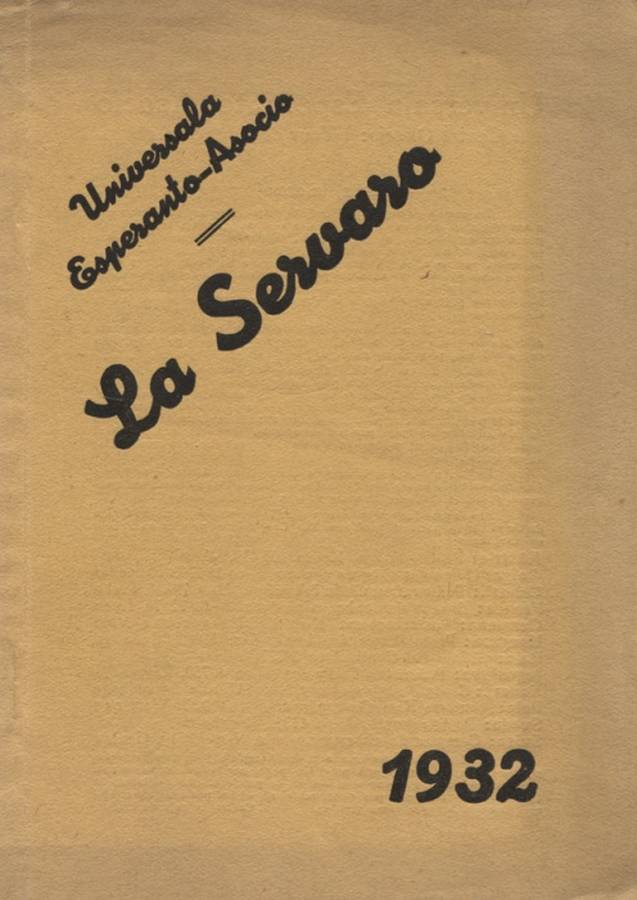 Universala
Esperanto-Asocio
La Servaro
1932